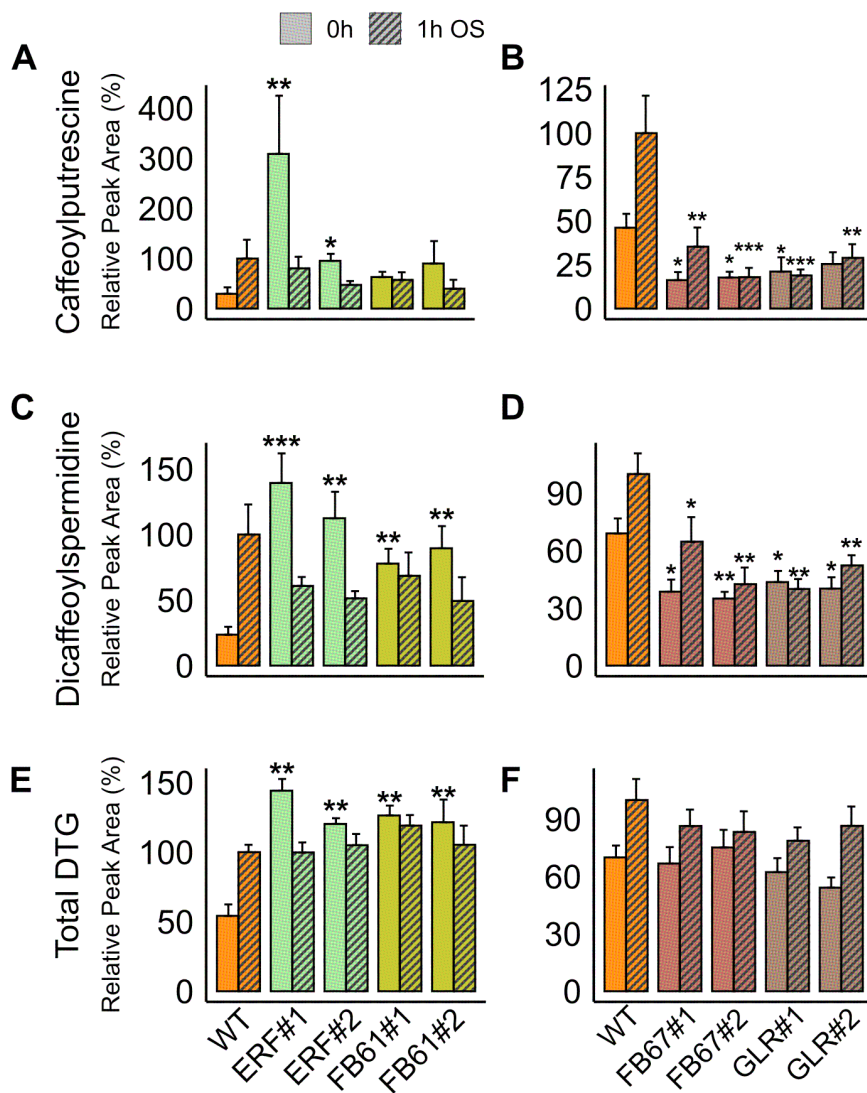 0h 1h OS
A
Caffeoylputrescine
Relative Peak Area (%)
400
300
200
100
0
**
*
B
125
100
75
50
25
0
* ** * *** * *** **
C
Dicaffeoylspermidine
Relative Peak Area (%)
150
100
50
0
*** ** ** **
D
90
60
30
0
* * ** ** * ** * **
E
Total DTG
Relative Peak Area (%)
150
100
50
0
** ** ** **
WT ERF#1 ERF#2 FB61#1 FB61#2
F
90
60
30
0
WT FB67#1 FB67#2 GLR#1 GLR#2